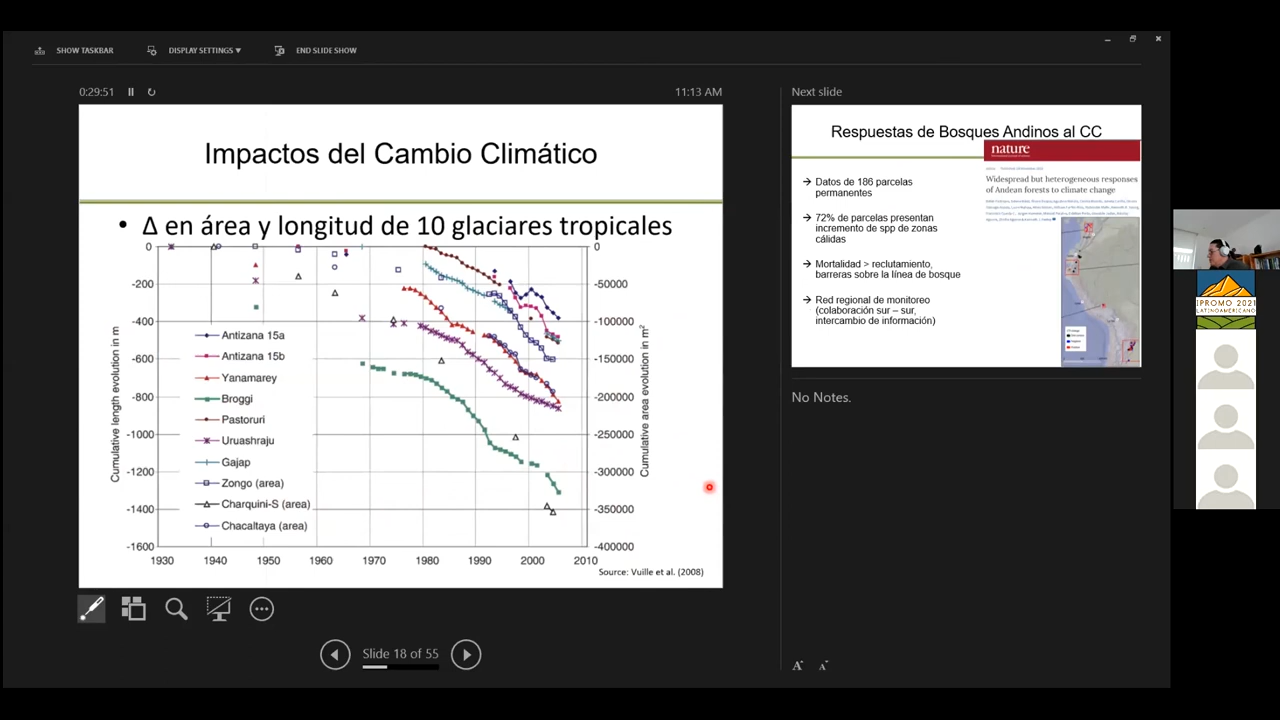 SHOW TASKBAR
DISPLAY SETTINGS ▾
END SLIDE SHOW
0:29:51
11:13 AM
Impactos del Cambio Climático
• Δ en área y longitud de 10 glaciares tropicales
Cumulative length evolution in m
0
-200
-400
-600
-800
-1000
-1200
-1400
-1600
Antizana 15a
Antizana 15b
Yanamarey
Broggi
Pastoruri
Uruashraju
Gajap
Zongo (area)
Charquini-S (area)
Chacaltaya (area)
0
-50000
-100000
-150000
-200000
-250000
-300000
-350000
-400000
Cumulative area evolution in m²
1930
1940
1950
1960
1970
1980
1990
2000
2010
Source: Vuille et al. (2008)
Slide 18 of 55
Next slide
Respuestas de Bosques Andinos al CC
nature
Widespread but heterogeneous responses
of Andean forests to climate change
→ Datos de 186 parcelas
permanentes
→ 72% de parcelas presentan
incremento de spp de zonas
cálidas
→ Mortalidad > reclutamiento,
barreras sobre la línea de bosque
→ Red regional de monitoreo
(colaboración sur – sur,
intercambio de información)
No Notes.
A A
IPROMO 2021
LATINOAMERICANO